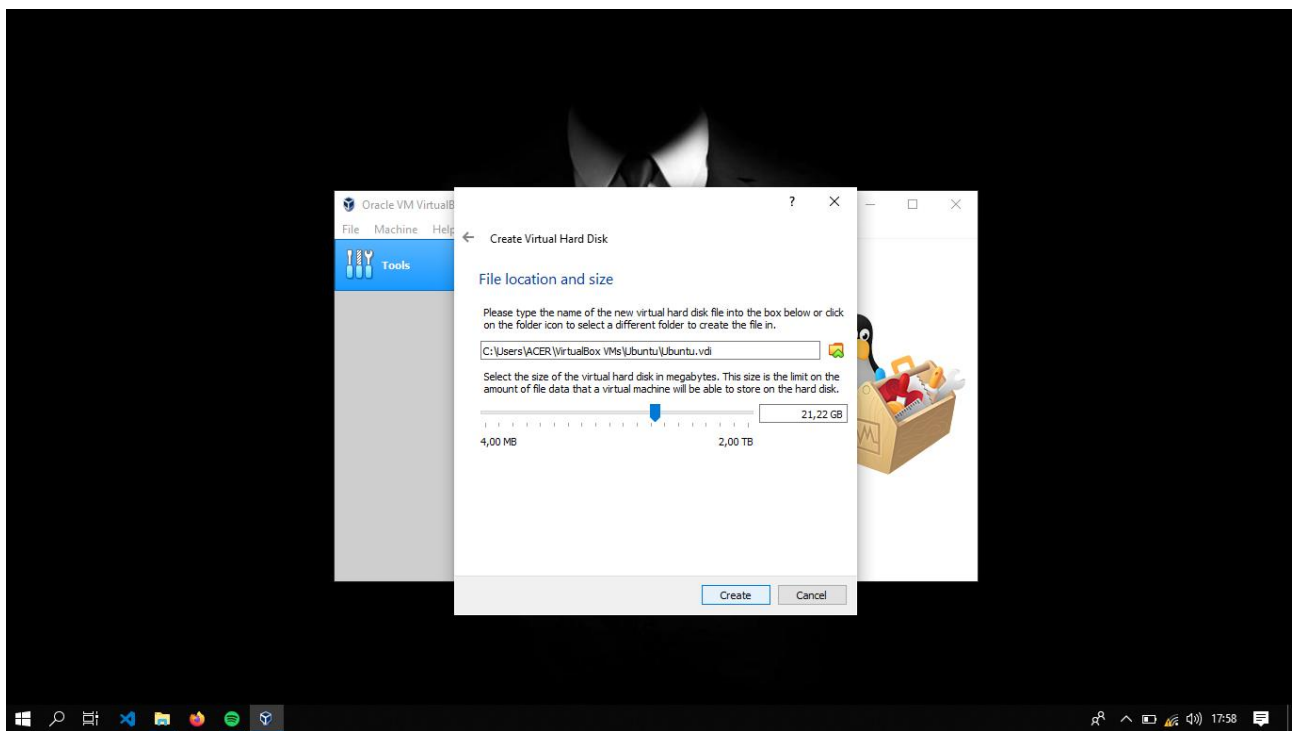 Oracle VM VirtualB
File Machine Help
Tools
? 
Create Virtual Hard Disk
File location and size
Please type the name of the new virtual hard disk file into the box below or click
on the folder icon to select a different folder to create the file in.
C:\Users\ACER\VirtualBox VMs\Ubuntu\Ubuntu.vdi
Select the size of the virtual hard disk in megabytes. This size is the limit on the
amount of file data that a virtual machine will be able to store on the hard disk.
21,22 GB
4,00 MB 2,00 TB
Create Cancel
17:58